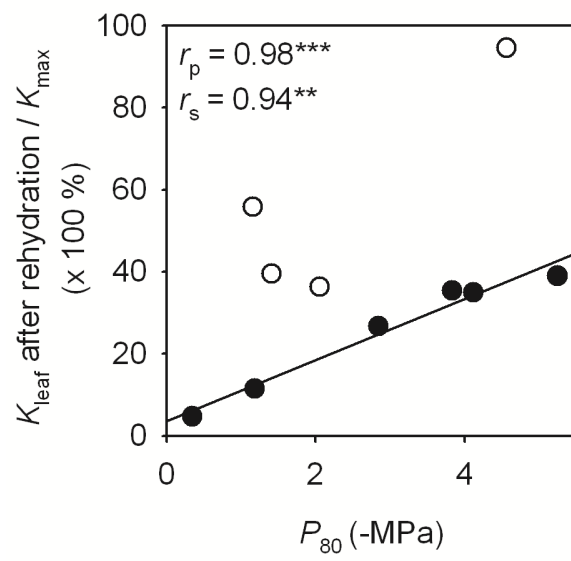 100
80
60
40
20
0
0
2
4
r_p = 0.98***
r_s = 0.94**
K_leaf after rehydration / K_max
(x 100 %)
P_80 (-MPa)